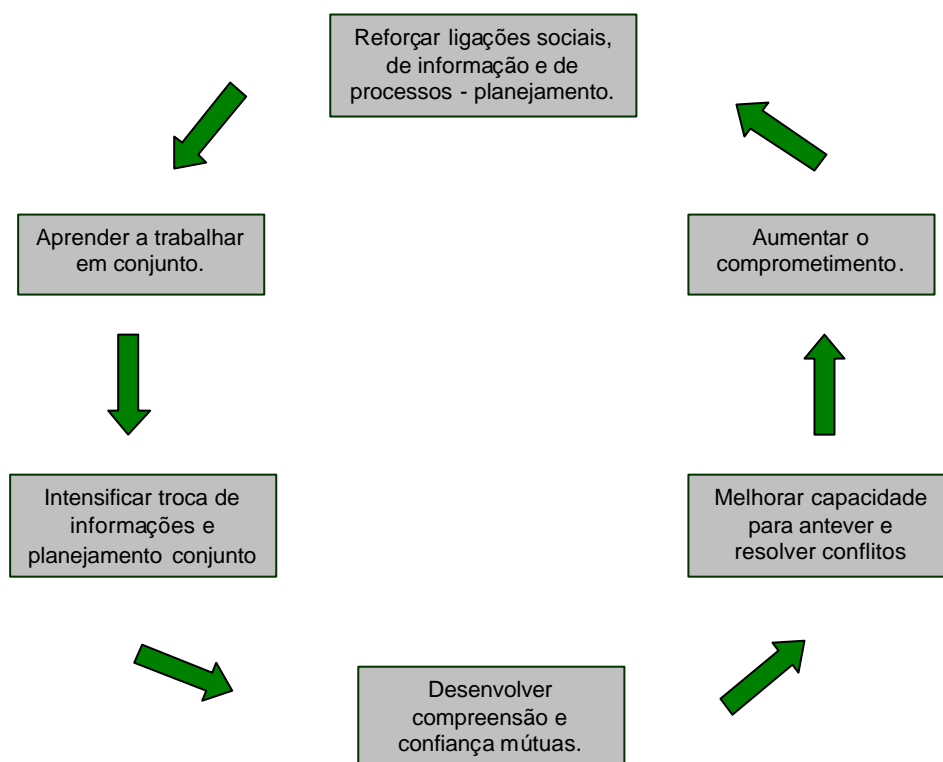 Reforçar ligações sociais,
de informação e de
processos - planejamento.
Aprender a trabalhar
em conjunto.
Aumentar o
comprometimento.
Intensificar troca de
informações e
planejamento conjunto
Melhorar capacidade
para antever e
resolver conflitos
Desenvolver
compreensão e
confiança mútuas.